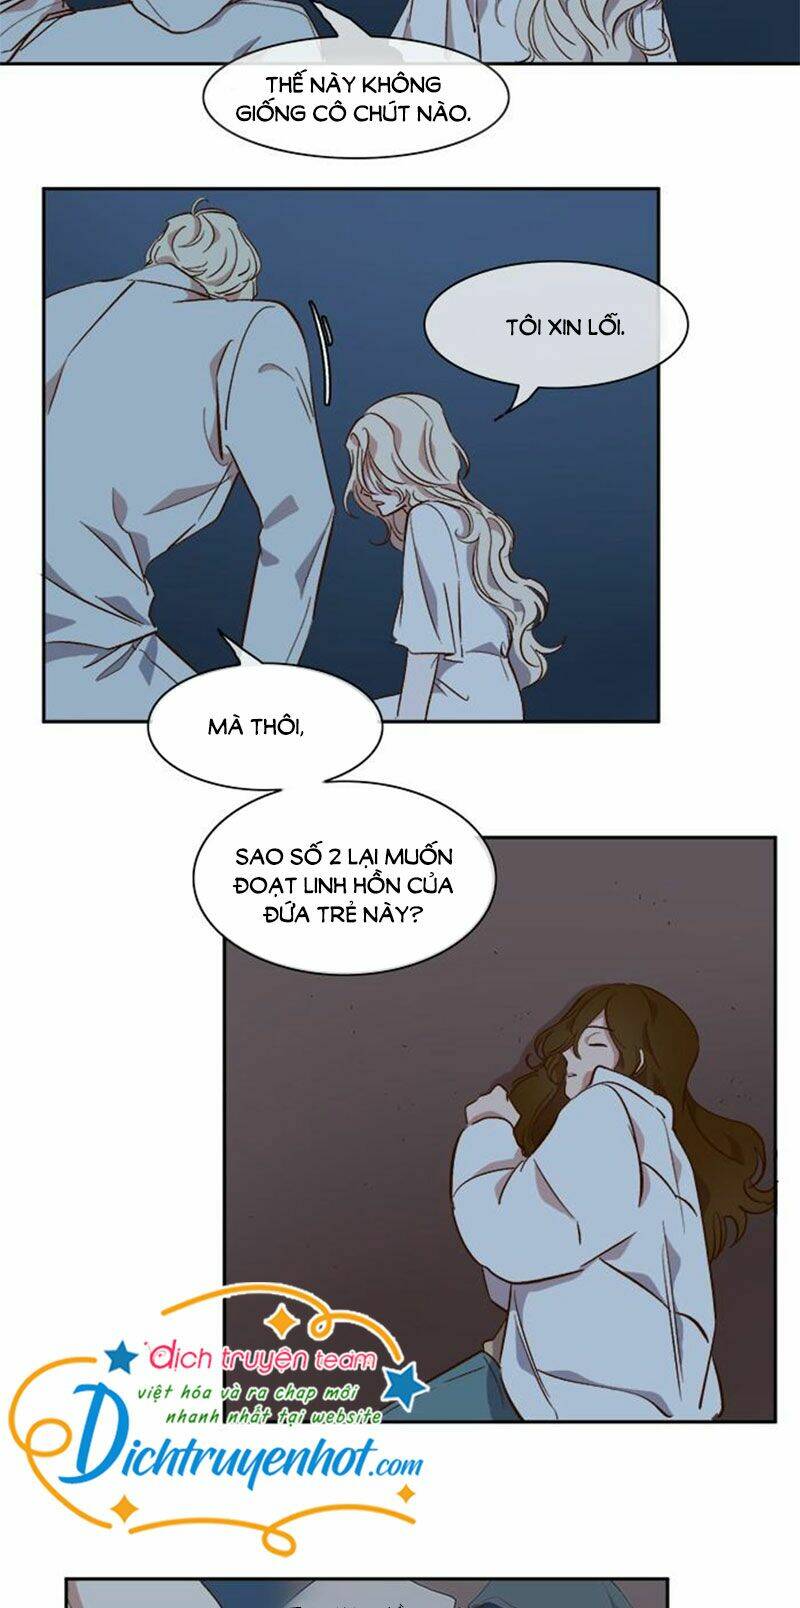 THẾ NÀY KHÔNG
GIỐNG CÔ CHÚT NÀO.
TÔI XIN LỖI.
MÀ THÔI,
SAO SỐ 2 LẠI MUỐN
ĐOẠT LINH HỒN CỦA
ĐỨA TRẺ NÀY?
dịch truyện team
việt hóa và ra chap mới
nhanh nhất tại website
Dichtruyenhot.com